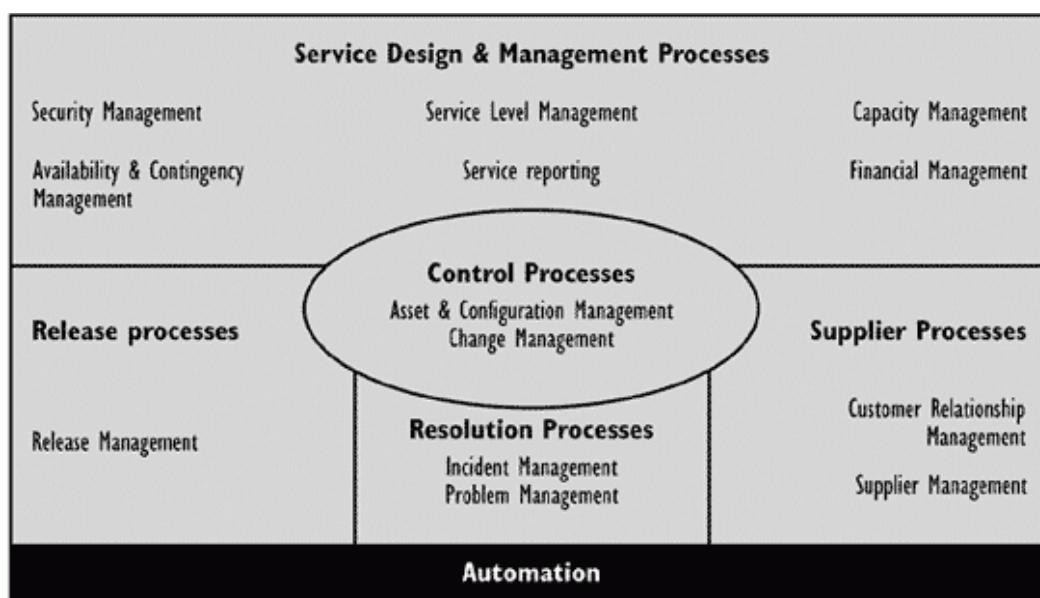 Service Design & Management Processes
Security Management
Service Level Management
Capacity Management
Availability & Contingency
Management
Service reporting
Financial Management
Control Processes
Asset & Configuration Management
Change Management
Release processes
Release Management
Resolution Processes
Incident Management
Problem Management
Supplier Processes
Customer Relationship
Management
Supplier Management
Automation